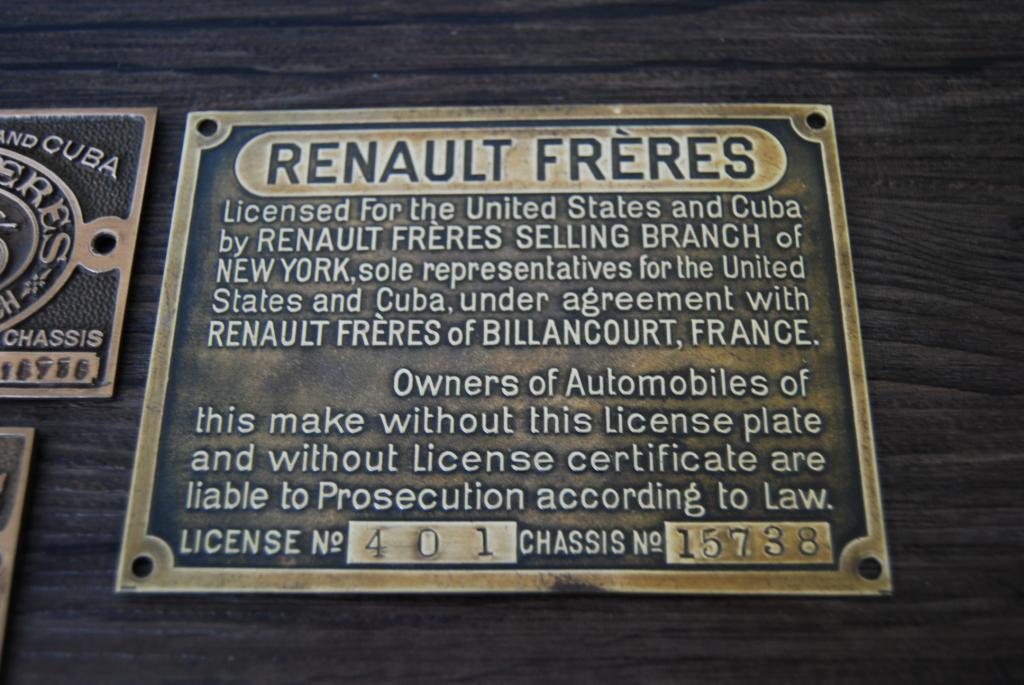 AND CUBA
CHASSIS
RENAULT FRÈRES
Licensed For the United States and Cuba
by RENAULT FRÈRES SELLING BRANCH of
NEW YORK, sole representatives for the United
States and Cuba, under agreement with
RENAULT FRÈRES of BILLANCOURT, FRANCE.
Owners of Automobiles of
this make without this License plate
and without License certificate are
liable to Prosecution according to Law.
LICENSE Nº 401 CHASSIS Nº 15738